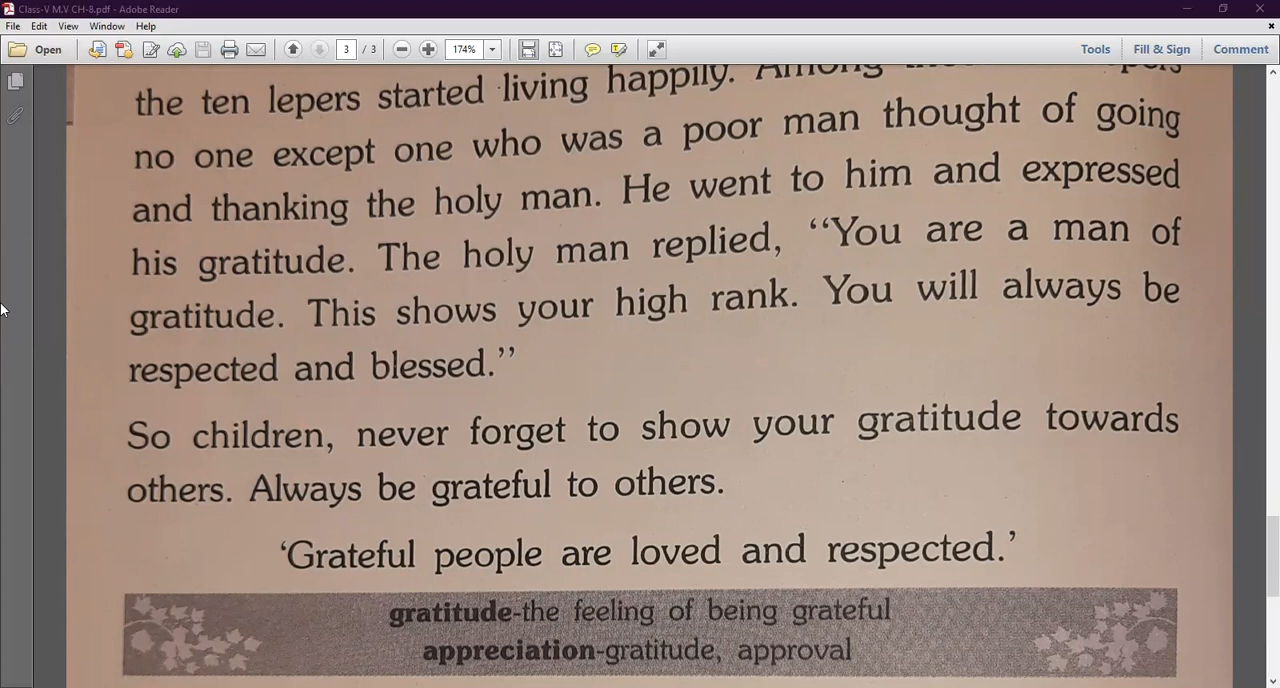 Class-V M.V CH-8.pdf - Adobe Reader
File Edit View Window Help
Open 3 / 3 174% Tools Fill & Sign Comment
the ten lepers started living happily. Among
no one except one who was a poor man thought of going
and thanking the holy man. He went to him and expressed
his gratitude. The holy man replied, “You are a man of
gratitude. This shows your high rank. You will always be
respected and blessed.”
So children, never forget to show your gratitude towards
others. Always be grateful to others.
‘Grateful people are loved and respected.’
gratitude-the feeling of being grateful
appreciation-gratitude, approval